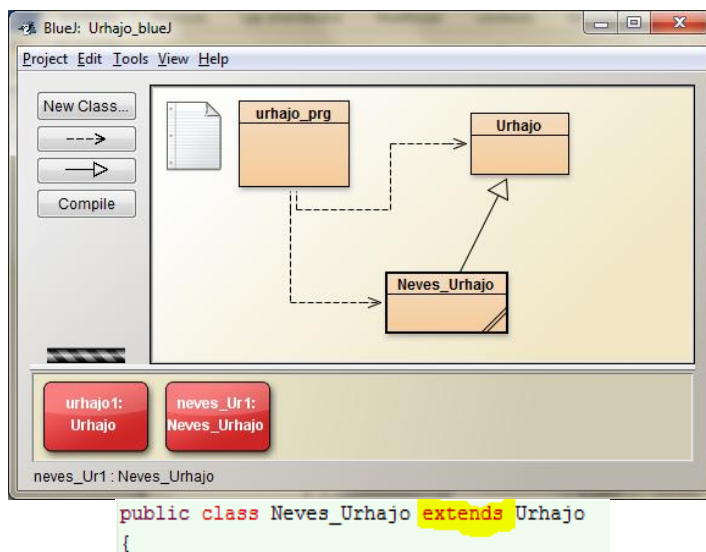 BlueJ: Urhajo_blueJ
Project Edit Tools View Help
New Class...
Compile
urhajo_prg
Urhajo
Neves_Urhajo
urhajo1:
Urhajo
neves_Ur1:
Neves_Urhajo
neves_Ur1 : Neves_Urhajo
public class Neves_Urhajo extends Urhajo
{